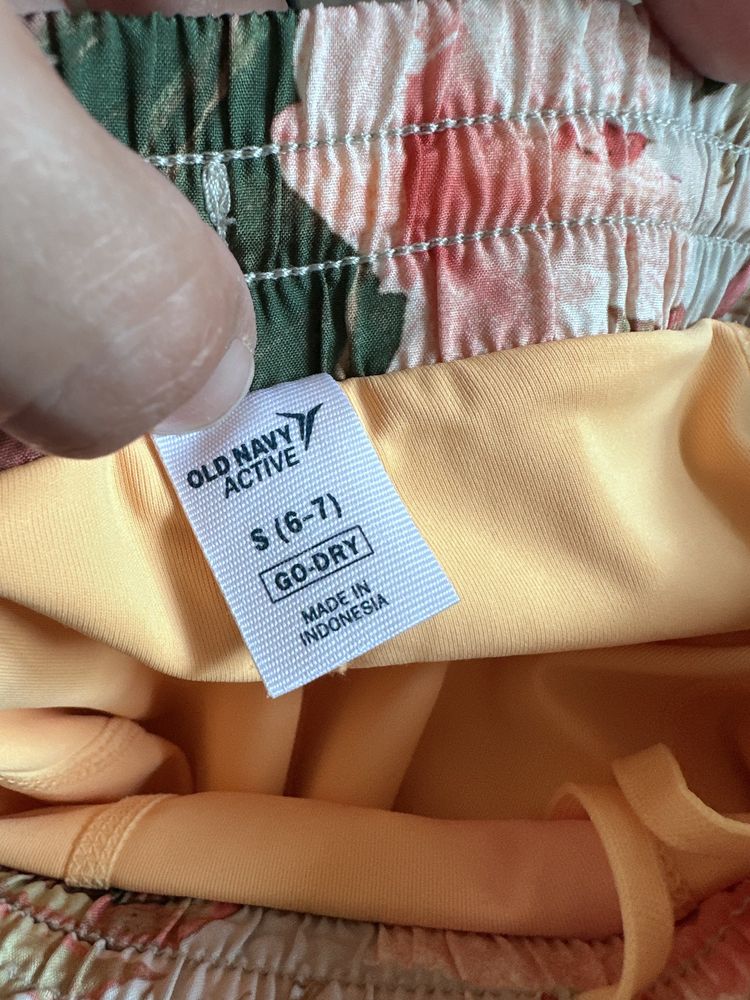 OLD NAVY
ACTIVE
S (6-7)
GO-DRY
MADE IN
INDONESIA